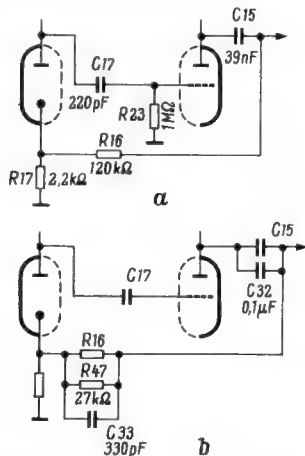 C15
C17
39nF
220pF
R23
1MΩ
R16
120kΩ
R17
2,2kΩ
a
C15
C17
C32
0,1µF
R16
R47
27kΩ
C33
330pF
b